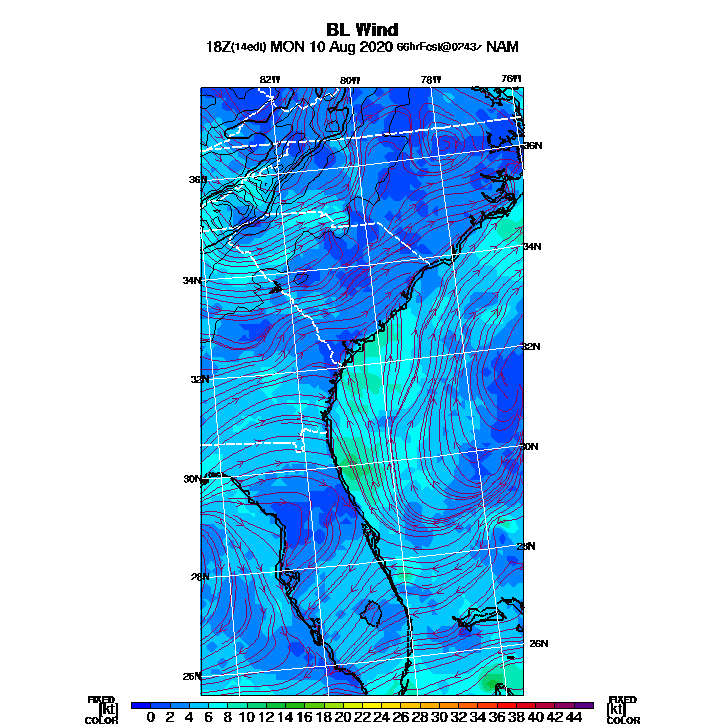 BL Wind
18Z(14edt) MON 10 Aug 2020 66hrFcst@0243z NAM
82W 80W 78W 76W
36N
36N
34N
34N
32N
32N
30N
30N
28N
28N
26N
26N
FIXED FIXED
[kt] 0 2 4 6 8 10 12 14 16 18 20 22 24 26 28 30 32 34 36 38 40 42 44 [kt]
COLOR COLOR